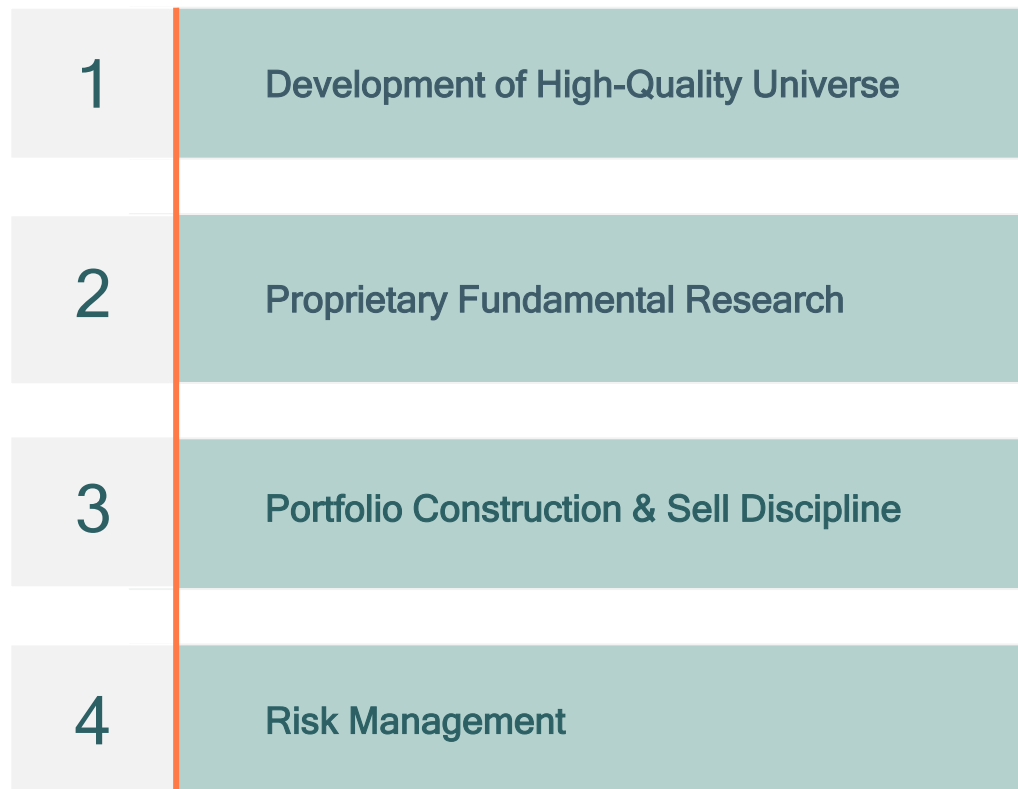 1
Development of High-Quality Universe
2
Proprietary Fundamental Research
3
Portfolio Construction & Sell Discipline
4
Risk Management